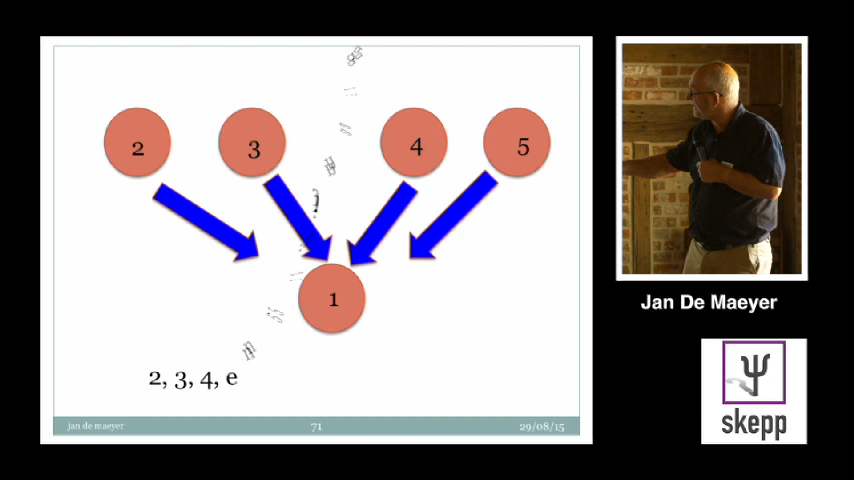 2 3 4 5
1
2, 3, 4, e
jan de maeyer 71 29/08/15
Jan De Maeyer
skepp